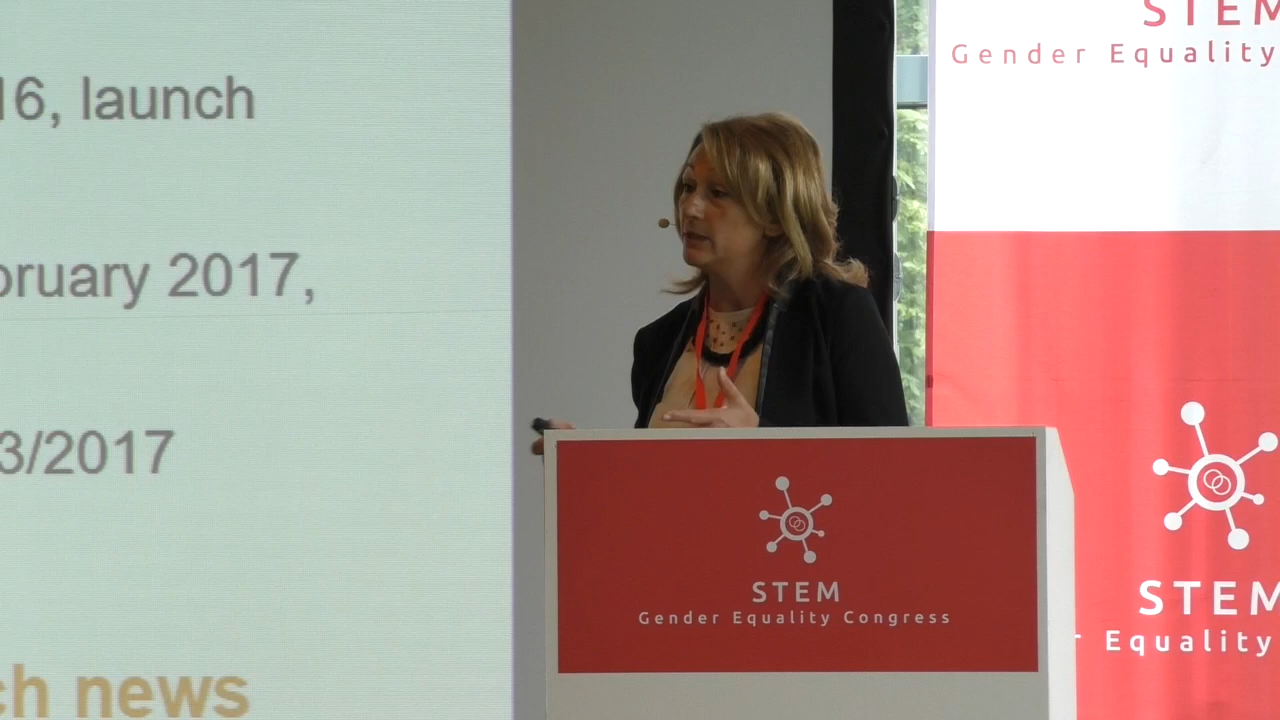 16, launch
bruary 2017,
3/2017
ch news
STEM
Gender Equality Congress
STEM
Gender Equality
STEM
Equality